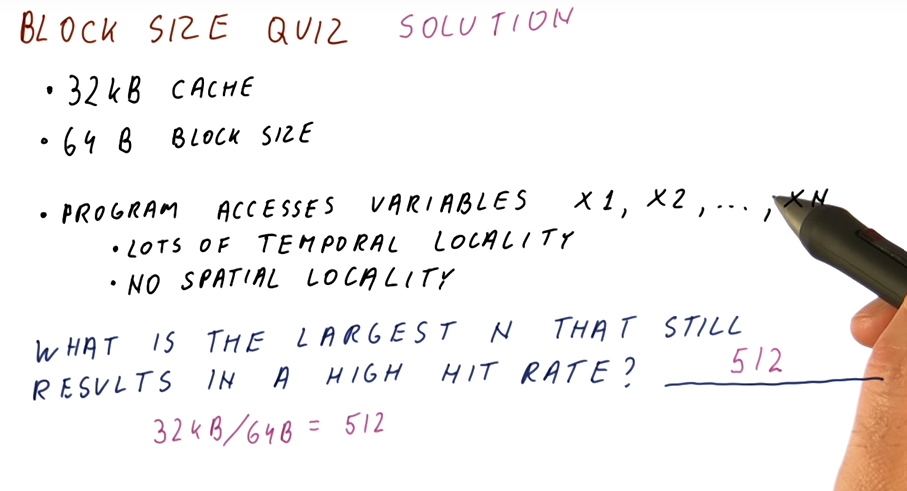 BLOCK SIZE QUIZ SOLUTION
• 32kB CACHE
• 64 B BLOCK SIZE
• PROGRAM ACCESSES VARIABLES X1, X2, ..., XN
• LOTS OF TEMPORAL LOCALITY
• NO SPATIAL LOCALITY
WHAT IS THE LARGEST N THAT STILL
RESULTS IN A HIGH HIT RATE? 512
32kB/64B = 512